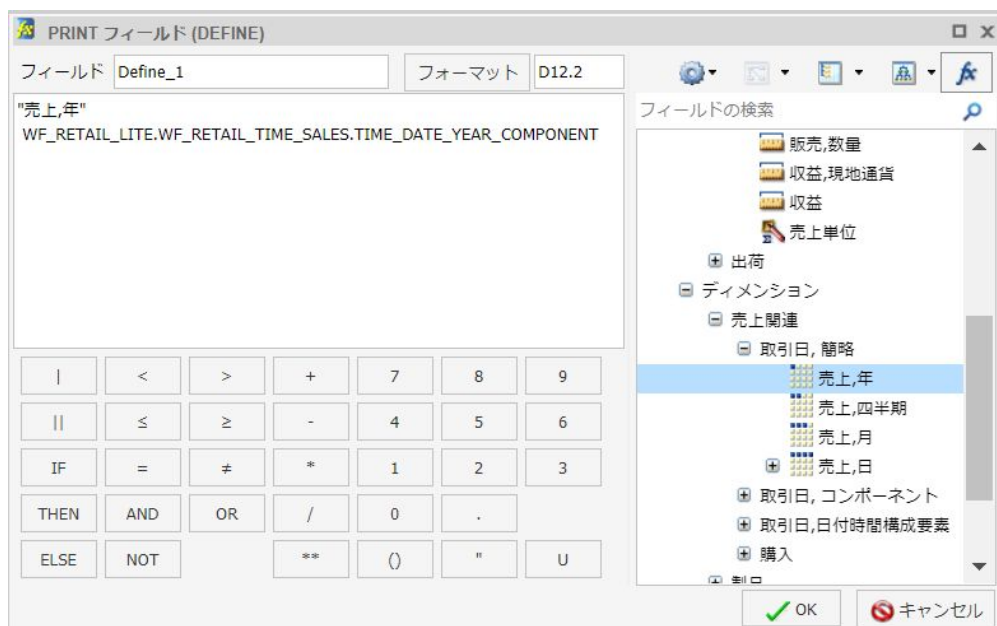 PRINT フィールド (DEFINE)
フィールド Define_1 フォーマット D12.2
"売上,年"
WF_RETAIL_LITE.WF_RETAIL_TIME_SALES.TIME_DATE_YEAR_COMPONENT
| < > + 7 8 9
|| ≤ ≥ - 4 5 6
IF = ≠ * 1 2 3
THEN AND OR / 0 .
ELSE NOT ** () " U
fx
フィールドの検索
販売,数量
収益,現地通貨
収益
売上単位
出荷
ディメンション
売上関連
取引日, 簡略
売上,年
売上,四半期
売上,月
売上,日
取引日, コンポーネント
取引日,日付時間構成要素
購入
製品
OK キャンセル